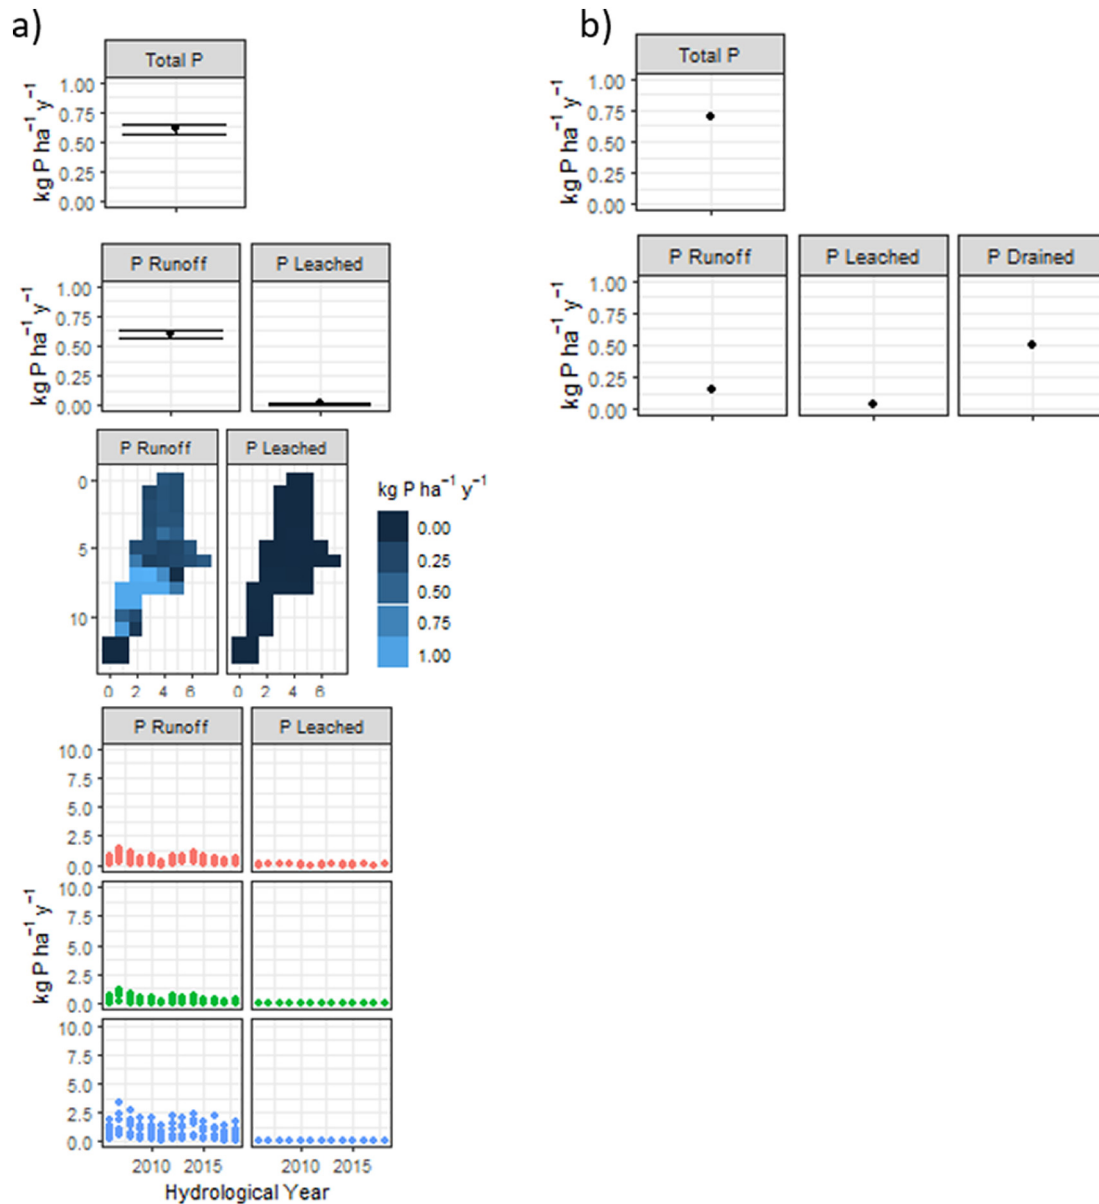 a)
b)
Total P
Total P
kg P ha⁻¹ y⁻¹
1.00
0.75
0.50
0.25
0.00
kg P ha⁻¹ y⁻¹
1.00
0.75
0.50
0.25
0.00
P Runoff
P Leached
kg P ha⁻¹ y⁻¹
1.00
0.75
0.50
0.25
0.00
P Runoff
P Leached
P Drained
kg P ha⁻¹ y⁻¹
1.00
0.75
0.50
0.25
0.00
P Runoff
P Leached
0
5
10
0 2 4 6
0 2 4 6
kg P ha⁻¹ y⁻¹
0.00
0.25
0.50
0.75
1.00
P Runoff
P Leached
10.0
7.5
5.0
2.5
0.0
kg P ha⁻¹ y⁻¹
10.0
7.5
5.0
2.5
0.0
10.0
7.5
5.0
2.5
0.0
2010 2015
2010 2015
Hydrological Year